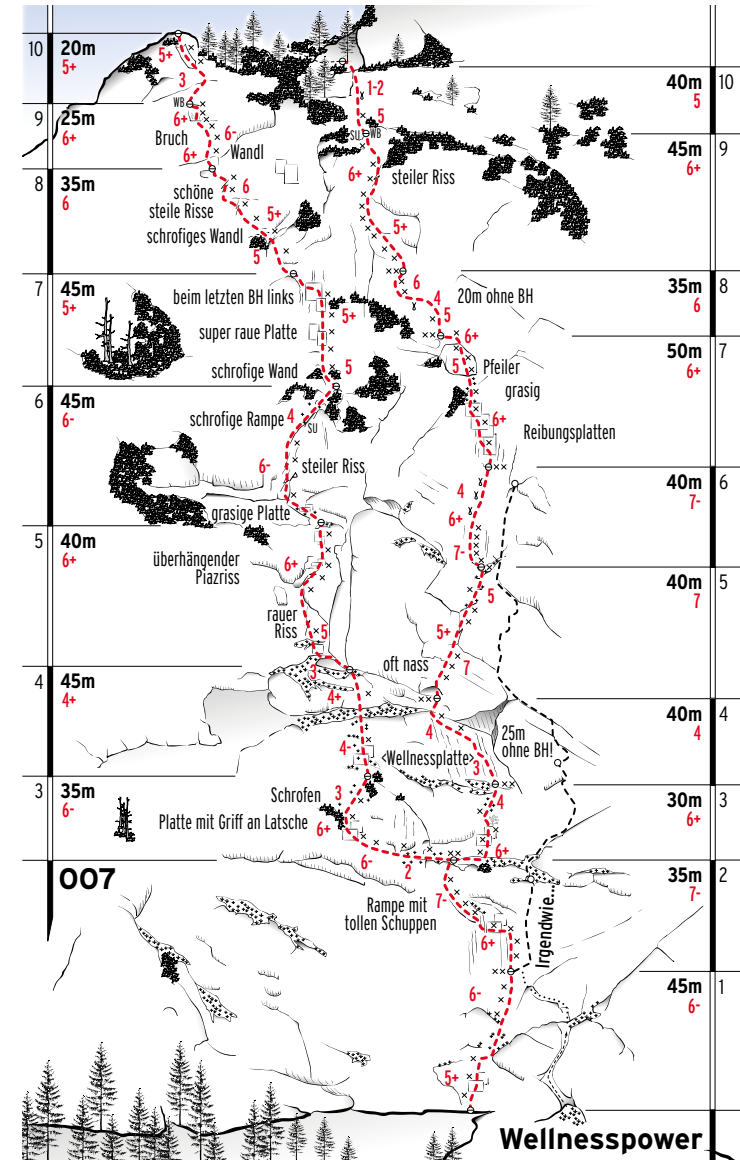 10
20m
5+
9
25m
6+
8
35m
6
7
45m
5+
6
45m
6-
5
40m
6+
4
45m
4+
3
35m
6-
007
5+
3
WB
6+
6-
Bruch
Wandl
6+
6
schöne
steile Risse
5+
schrofiges Wandl
5
beim letzten BH links
5+
super raue Platte
schrofige Wand
5
schrofige Rampe
4
SU
6-
steiler Riss
grasige Platte
überhängender
Piazriss
6+
rauer
Riss
5
3
4+
4-
Schrofen
3
Platte mit Griff an Latsche
6+
6-
2
1-2
5
SU
WB
6+
steiler Riss
5+
6
4
20m ohne BH
5
6+
5
Pfeiler
grasig
6+
Reibungsplatten
4
6+
7-
5
5+
oft nass
7
4
25m
ohne BH!
<Wellnessplatte>
3
4
6+
7-
Rampe mit
tollen Schuppen
6+
Irgendwie...
6-
5+
40m
10
5
45m
9
6+
35m
8
6
50m
7
6+
40m
6
7-
40m
5
7
40m
4
4
30m
3
6+
35m
2
7-
45m
1
6-
Wellnesspower